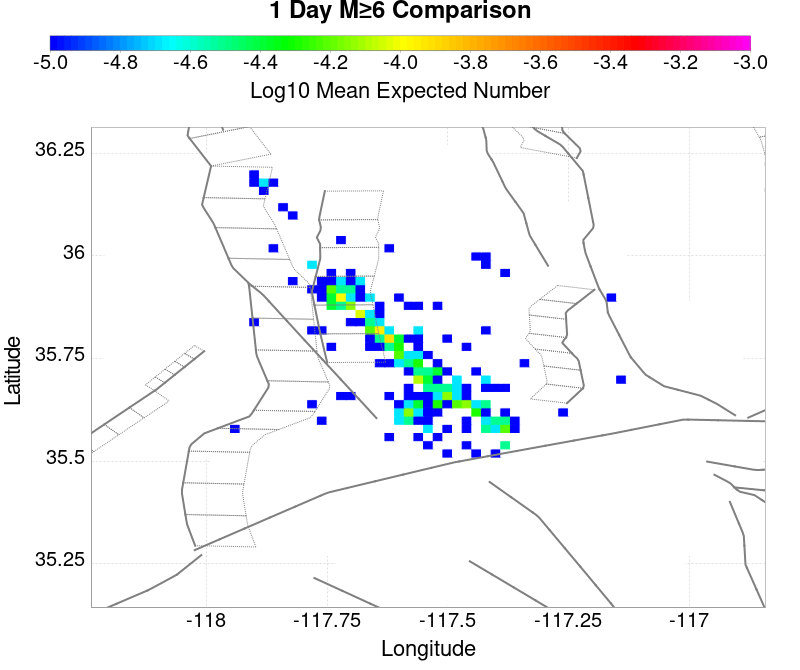 1 Day M≥6 Comparison
-5.0 -4.8 -4.6 -4.4 -4.2 -4.0 -3.8 -3.6 -3.4 -3.2 -3.0
Log10 Mean Expected Number
36.25
36
35.75
35.5
35.25
Latitude
-118 -117.75 -117.5 -117.25 -117
Longitude